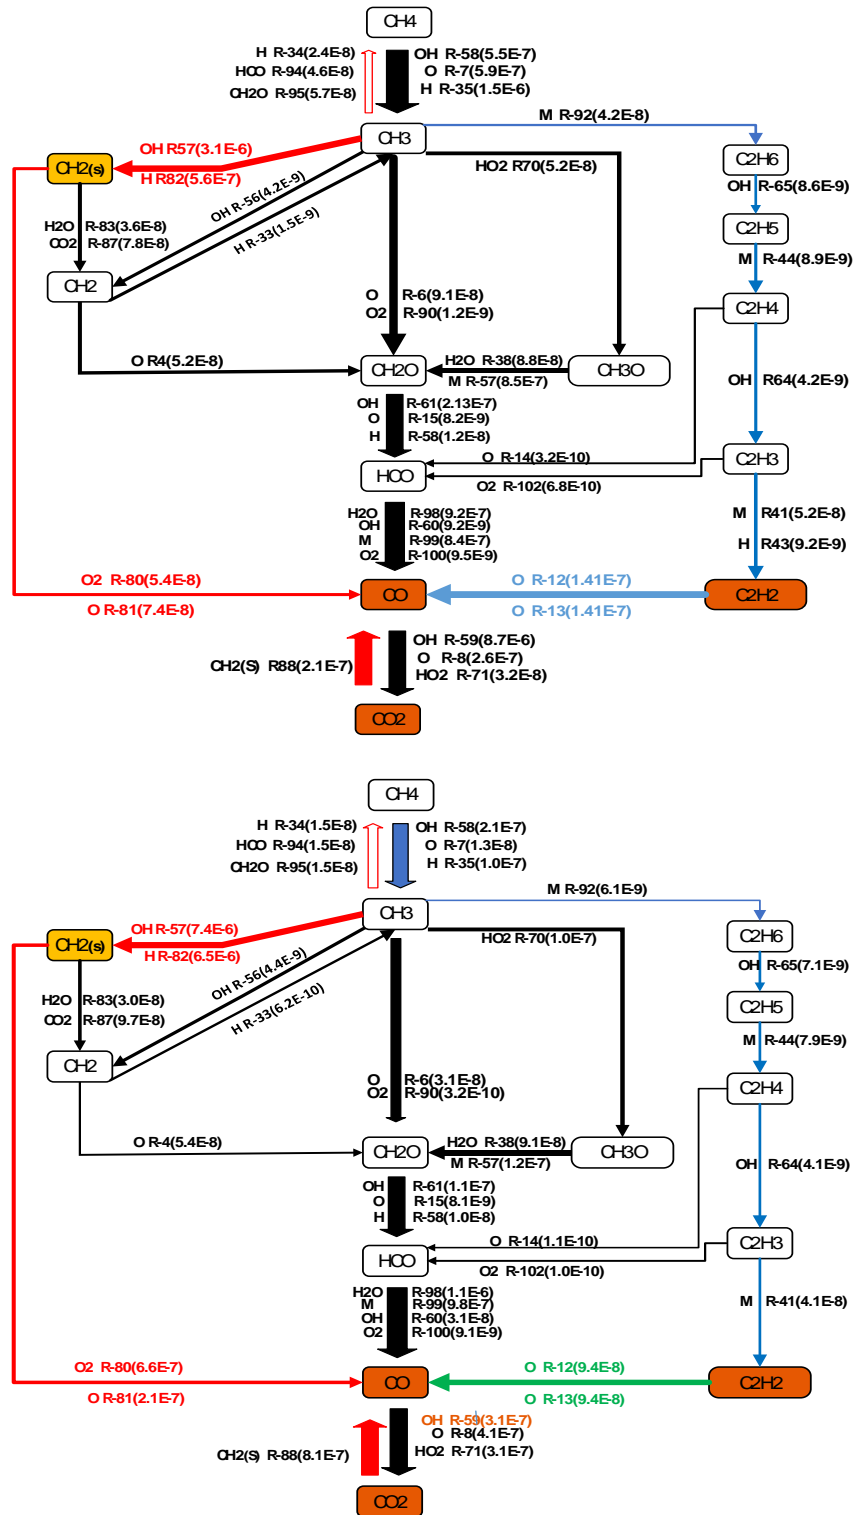 CH4
H R-34(2.4E-8)
HCO R-94(4.6E-8)
CH2O R-95(5.7E-8)
OH R-58(5.5E-7)
O R-7(5.9E-7)
H R-35(1.5E-6)
M R-92(4.2E-8)
CH3
OH R57(3.1E-6)
H R82(5.6E-7)
CH2(s)
HO2 R70(5.2E-8)
C2H6
OH R-65(8.6E-9)
OH R-56(4.2E-9)
H R-33(1.5E-9)
H2O R-83(3.6E-8)
CO2 R-87(7.8E-8)
C2H5
M R-44(8.9E-9)
CH2
O R-6(9.1E-8)
O2 R-90(1.2E-9)
C2H4
O R4(5.2E-8)
CH2O
H2O R-38(8.8E-8)
M R-57(8.5E-7)
CH3O
OH R64(4.2E-9)
OH R-61(2.13E-7)
O R-15(8.2E-9)
H R-58(1.2E-8)
O R-14(3.2E-10)
C2H3
HCO
O2 R-102(6.8E-10)
H2O R-98(9.2E-7)
OH R-60(9.2E-9)
M R-99(8.4E-7)
O2 R-100(9.5E-9)
M R41(5.2E-8)
H R43(9.2E-9)
O2 R-80(5.4E-8)
O R-81(7.4E-8)
CO
O R-12(1.41E-7)
O R-13(1.41E-7)
C2H2
CH2(S) R88(2.1E-7)
OH R-59(8.7E-6)
O R-8(2.6E-7)
HO2 R-71(3.2E-8)
CO2
CH4
H R-34(1.5E-8)
HCO R-94(1.5E-8)
CH2O R-95(1.5E-8)
OH R-58(2.1E-7)
O R-7(1.3E-8)
H R-35(1.0E-7)
M R-92(6.1E-9)
CH3
OH R-57(7.4E-6)
H R-82(6.5E-6)
CH2(s)
HO2 R-70(1.0E-7)
C2H6
OH R-65(7.1E-9)
OH R-56(4.4E-9)
H R-33(6.2E-10)
H2O R-83(3.0E-8)
CO2 R-87(9.7E-8)
C2H5
M R-44(7.9E-9)
CH2
O R-6(3.1E-8)
O2 R-90(3.2E-10)
C2H4
O R-4(5.4E-8)
CH2O
H2O R-38(9.1E-8)
M R-57(1.2E-7)
CH3O
OH R-64(4.1E-9)
OH R-61(1.1E-7)
O R-15(8.1E-9)
H R-58(1.0E-8)
O R-14(1.1E-10)
C2H3
HCO
O2 R-102(1.0E-10)
H2O R-98(1.1E-6)
M R-99(9.8E-7)
OH R-60(3.1E-8)
O2 R-100(9.1E-9)
M R-41(4.1E-8)
O2 R-80(6.6E-7)
O R-81(2.1E-7)
CO
O R-12(9.4E-8)
O R-13(9.4E-8)
C2H2
CH2(s) R-88(8.1E-7)
OH R-59(3.1E-7)
O R-8(4.1E-7)
HO2 R-71(3.1E-7)
CO2